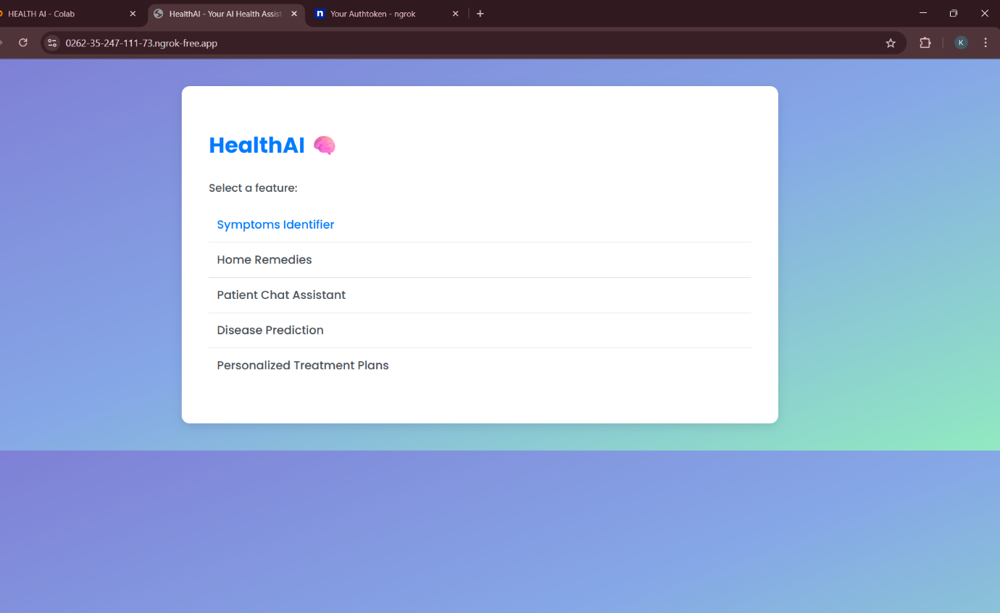 HEALTH AI - Colab
HealthAI - Your AI Health Assist
Your Authtoken - ngrok
0262-35-247-111-73.ngrok-free.app
K
HealthAI
Select a feature:
Symptoms Identifier
Home Remedies
Patient Chat Assistant
Disease Prediction
Personalized Treatment Plans